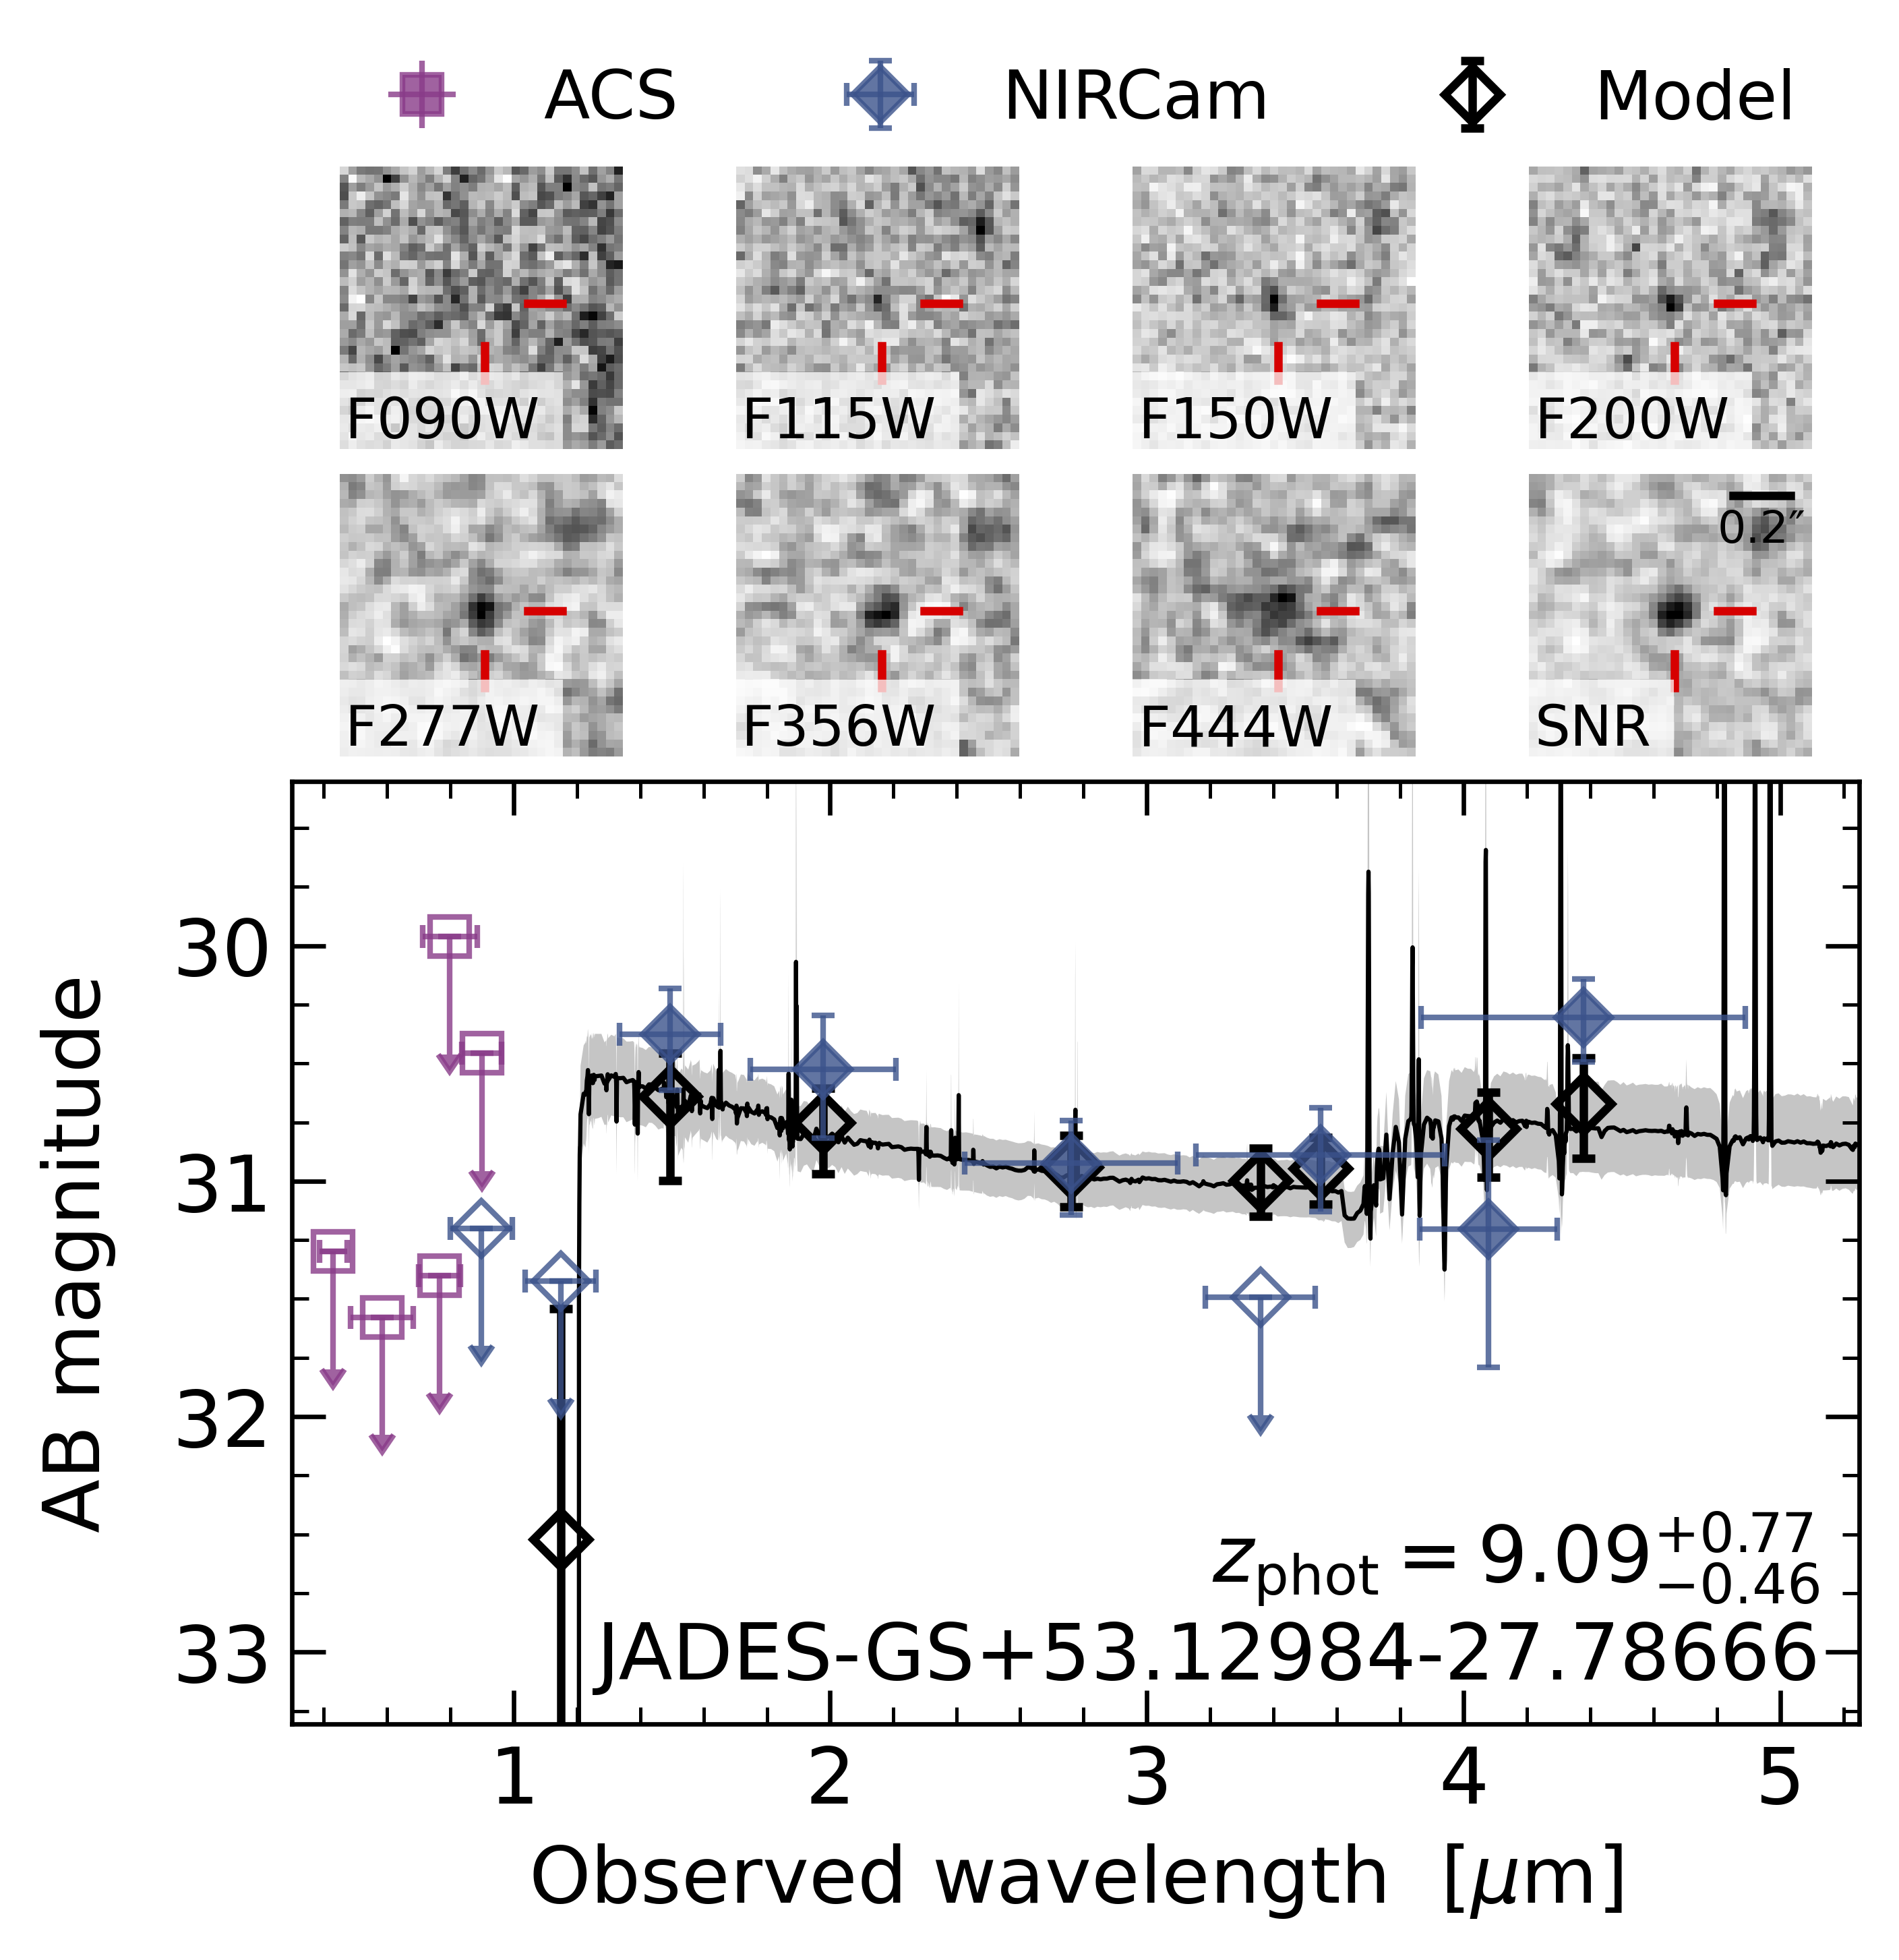 ACS NIRCam Model
F090W F115W F150W F200W
0.2″
F277W F356W F444W SNR
AB magnitude
30
31
32
33
z_phot = 9.09 +0.77 −0.46
JADES-GS+53.12984-27.78666
1 2 3 4 5
Observed wavelength [μm]